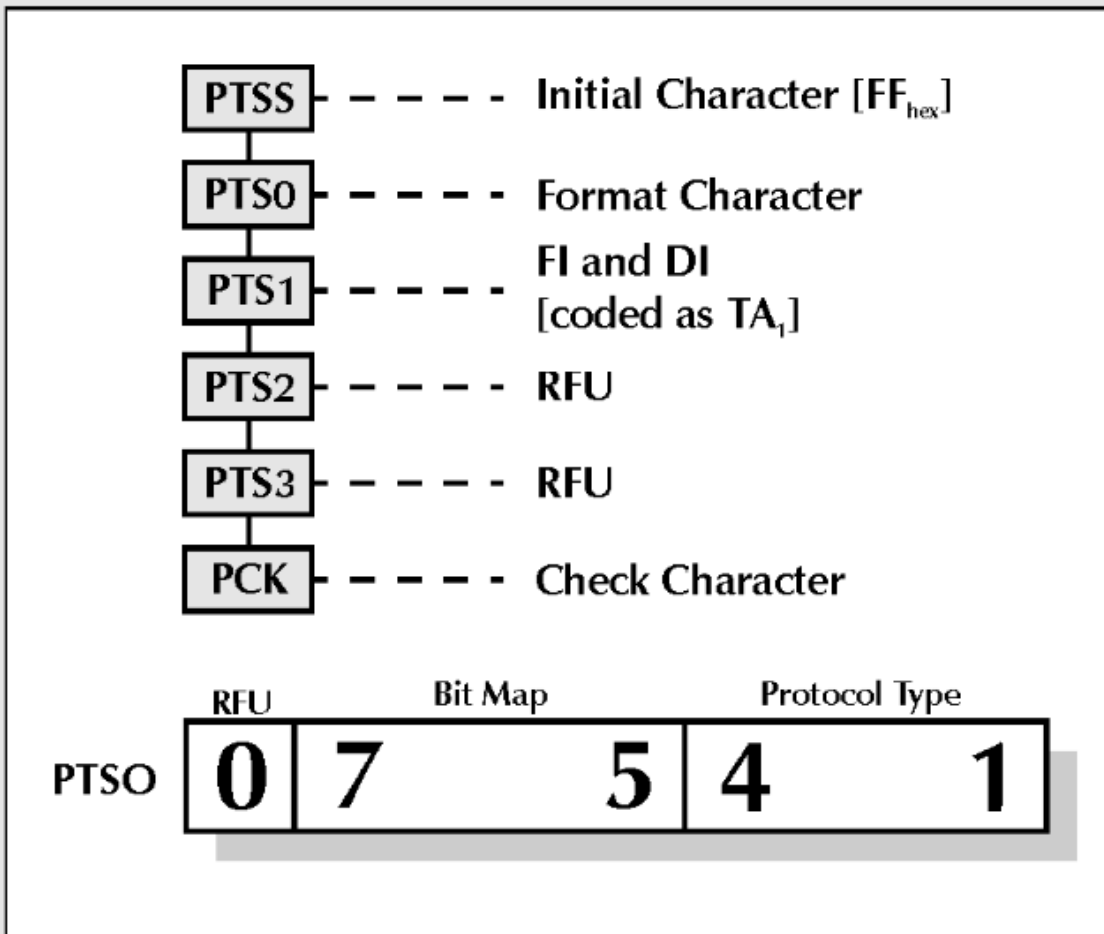 PTSS Initial Character [FFhex]
PTS0 Format Character
PTS1 FI and DI
[coded as TA1]
PTS2 RFU
PTS3 RFU
PCK Check Character
RFU Bit Map Protocol Type
PTSO 0 7 5 4 1